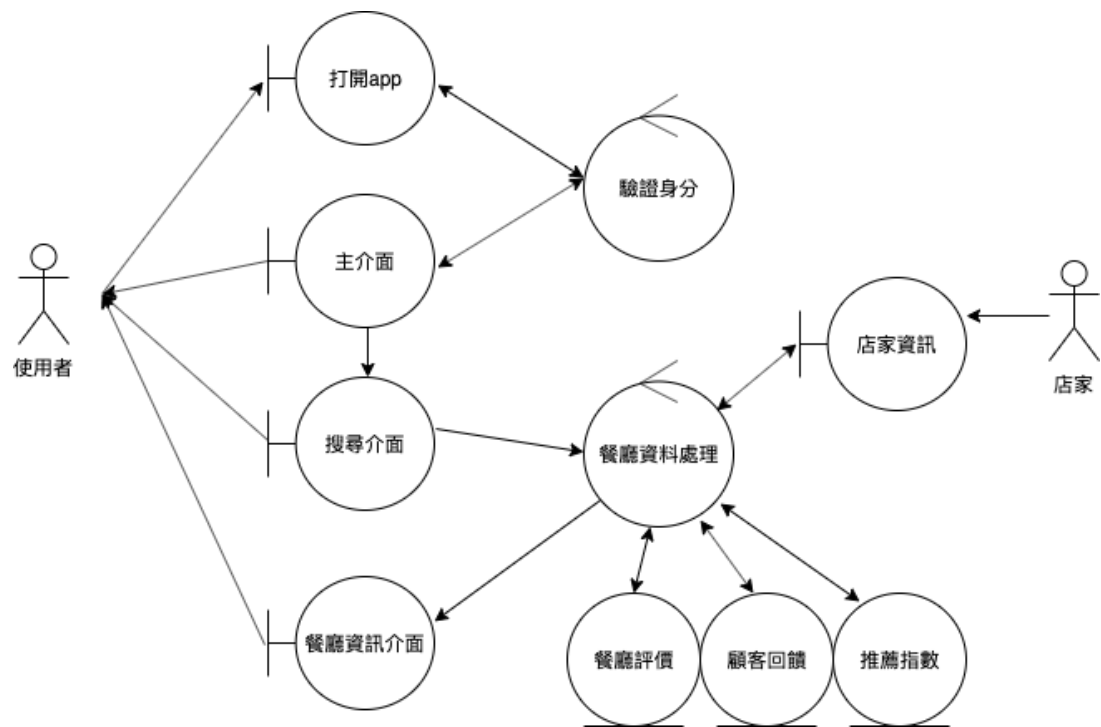 打開app
驗證身分
主介面
使用者
店家資訊
店家
搜尋介面
餐廳資料處理
餐廳資訊介面
餐廳評價
顧客回饋
推薦指數